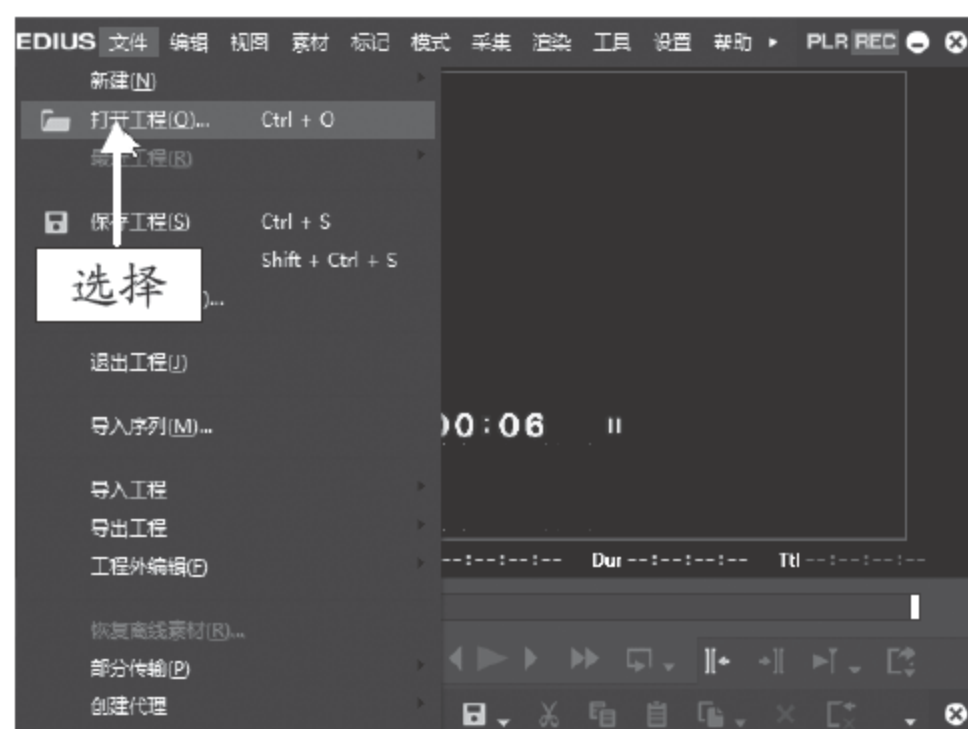 EDIUS 文件 编辑 视图 素材 标记 模式 采集 渲染 工具 设置 帮助 PLR REC
新建(N)
打开工程(O)... Ctrl + O
工程(R)
保存工程(S) Ctrl + S
Shift + Ctrl + S
选择 )...
退出工程(J)
导入序列(M)...
00:06
导入工程
导出工程
工程外编辑(F)
--:--:--:-- Dur --:--:--:-- Ttl --:--:--:--
恢复离线素材(R)...
部分传输(P)
创建代理